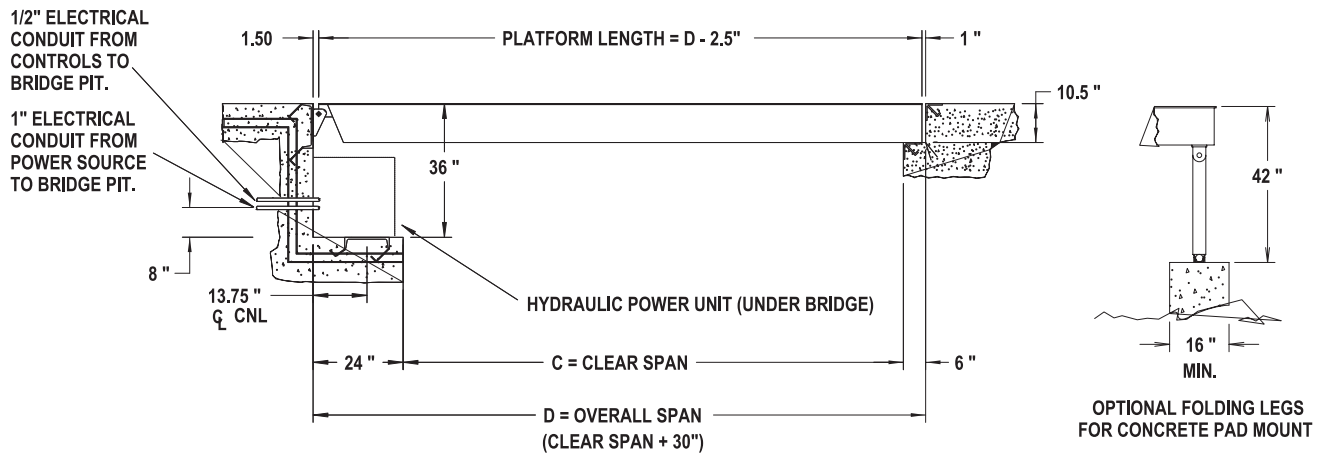 1/2" ELECTRICAL
CONDUIT FROM
CONTROLS TO
BRIDGE PIT.
1" ELECTRICAL
CONDUIT FROM
POWER SOURCE
TO BRIDGE PIT.
1.50
PLATFORM LENGTH = D - 2.5"
1 "
10.5 "
36 "
42 "
8 "
13.75 "
℄ CNL
HYDRAULIC POWER UNIT (UNDER BRIDGE)
24 "
C = CLEAR SPAN
6 "
16 "
MIN.
D = OVERALL SPAN
(CLEAR SPAN + 30")
OPTIONAL FOLDING LEGS
FOR CONCRETE PAD MOUNT